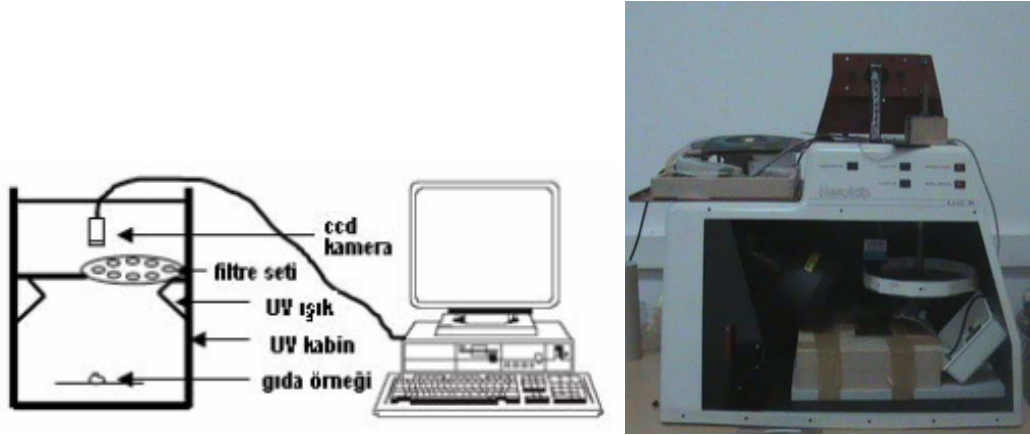 ccd
kamera
filtre seti
UV ışık
UV kabin
gıda örneği
Herolab